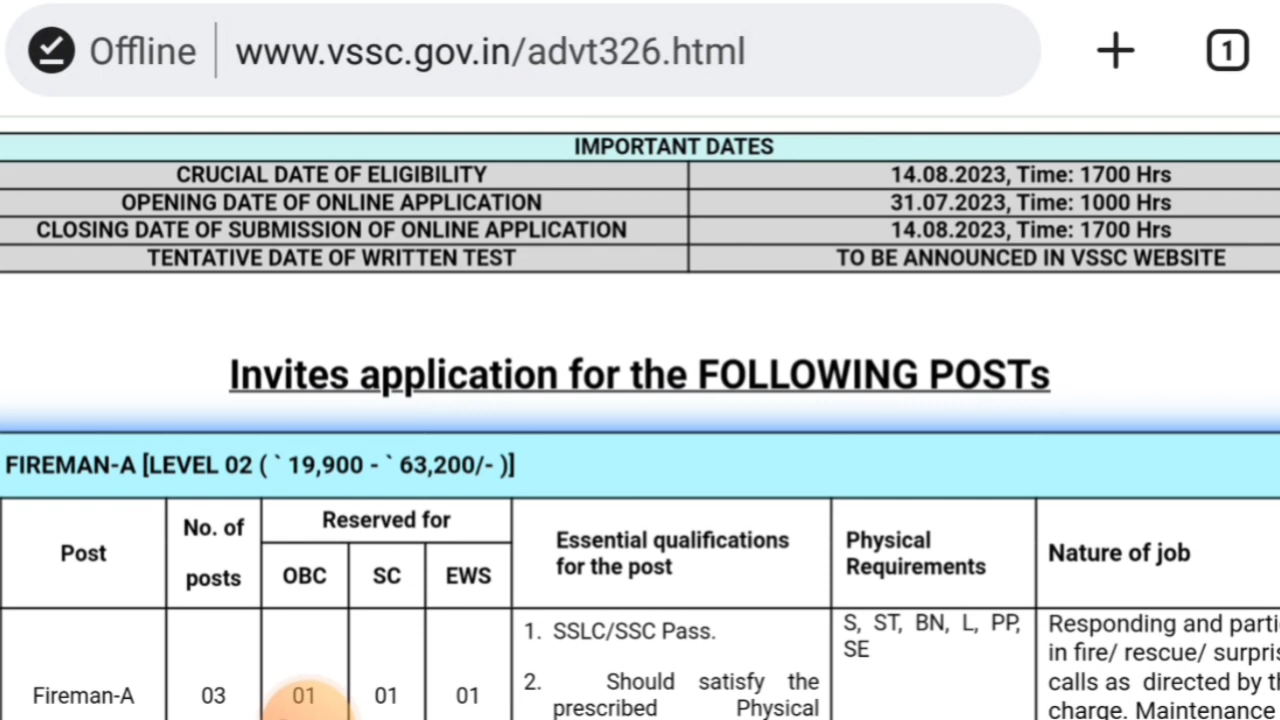 Offline
www.vssc.gov.in/advt326.html
1
IMPORTANT DATES
CRUCIAL DATE OF ELIGIBILITY 14.08.2023, Time: 1700 Hrs
OPENING DATE OF ONLINE APPLICATION 31.07.2023, Time: 1000 Hrs
CLOSING DATE OF SUBMISSION OF ONLINE APPLICATION 14.08.2023, Time: 1700 Hrs
TENTATIVE DATE OF WRITTEN TEST TO BE ANNOUNCED IN VSSC WEBSITE
Invites application for the FOLLOWING POSTs
FIREMAN-A [LEVEL 02 ( ` 19,900 - ` 63,200/- )]
Post
No. of
posts
Reserved for
OBC SC EWS
Essential qualifications
for the post
Physical
Requirements
Nature of job
Fireman-A 03 01 01 01
1. SSLC/SSC Pass.
2. Should satisfy the
prescribed Physical
S, ST, BN, L, PP,
SE
Responding and
in fire/ rescue/
calls as directed by
charge. Maintenance